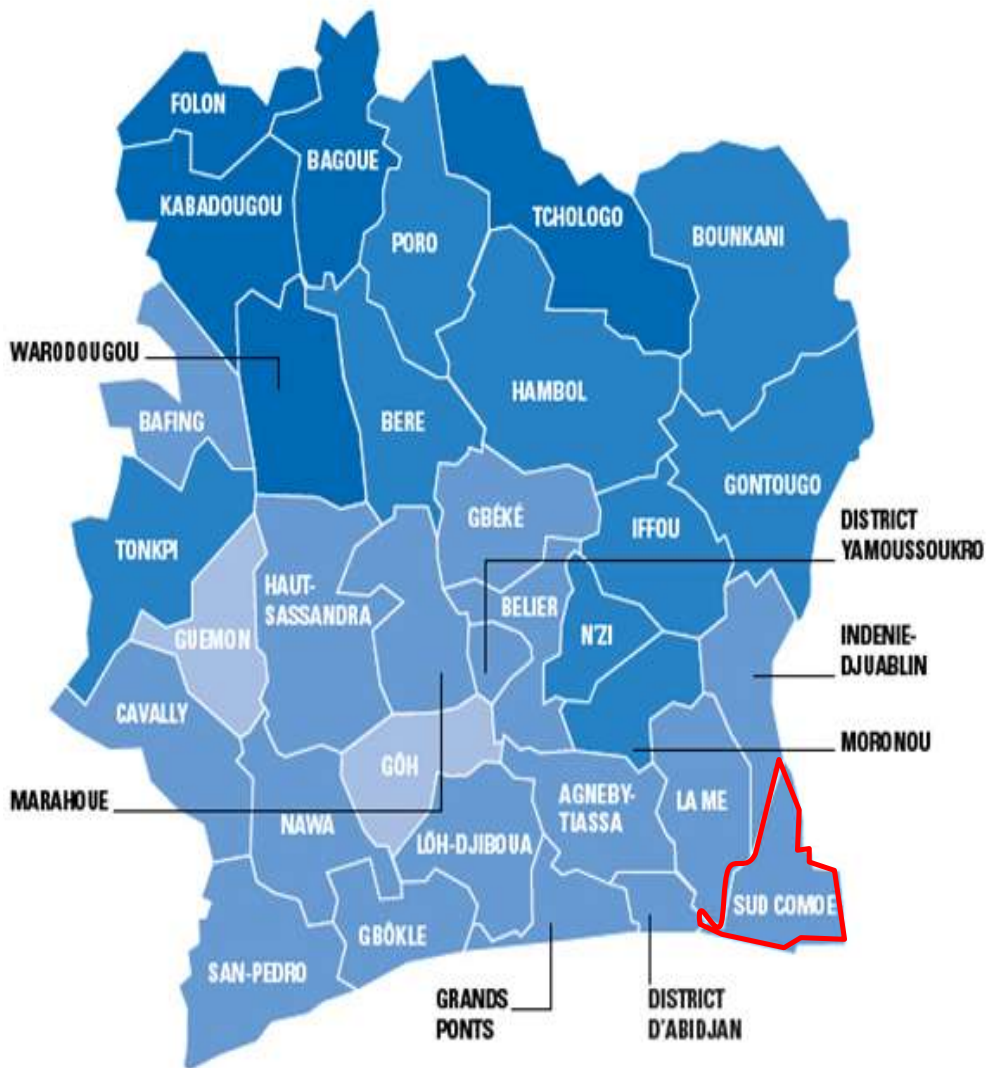 FOLON
BAGOUE
KABADOUGOU
TCHOLOGO
PORO
BOUNKANI
WARODOUGOU
BAFING
HAMBOL
BERE
GONTOUGO
GBÉKÉ
IFFOU
DISTRICT
YAMOUSSOUKRO
TONKPI
HAUT-
SASSANDRA
BELIER
GUEMON
N'ZI
INDENIE-
DJUABLIN
CAVALLY
MORONOU
GÔH
MARAHOUE
NAWA
AGNEBY-
TIASSA
LA ME
LÔH-DJIBOUA
SUD COMOE
GBÔKLE
SAN-PEDRO
GRANDS
PONTS
DISTRICT
D'ABIDJAN